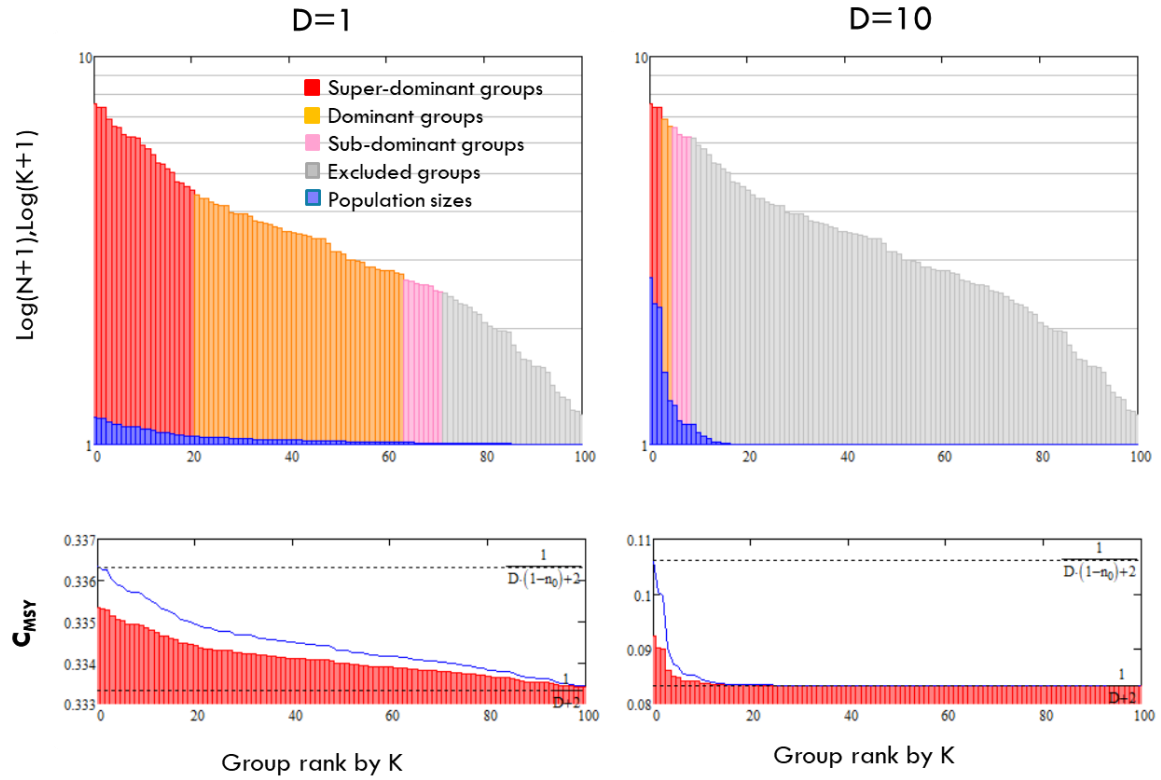 D=1
D=10
10
10
Super-dominant groups
Dominant groups
Sub-dominant groups
Excluded groups
Population sizes
Log(N+1),Log(K+1)
1
1
0 20 40 60 80 100
0 20 40 60 80 100
0.337
0.336
0.335
0.334
0.333
1
D·(1−n₀)+2
1
D+2
0.11
0.1
0.09
0.08
1
D·(1−n₀)+2
1
D+2
CMSY
0 20 40 60 80 100
0 20 40 60 80 100
Group rank by K
Group rank by K